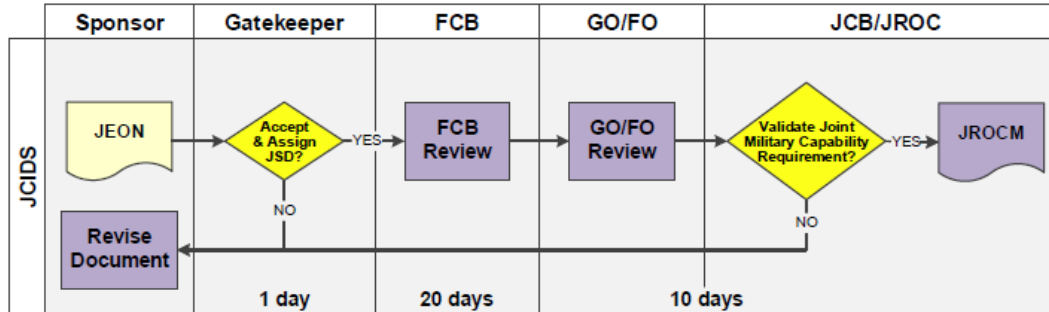 Sponsor
Gatekeeper
FCB
GO/FO
JCB/JROC
JCIDS
JEON
Accept
& Assign
JSD?
YES
FCB
Review
GO/FO
Review
Validate Joint
Military Capability
Requirement?
YES
JROCM
NO
NO
Revise
Document
1 day
20 days
10 days